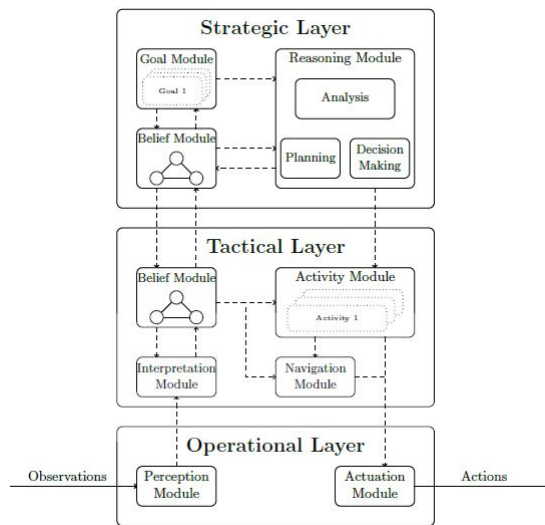 Strategic Layer
Goal Module
Goal 1
Reasoning Module
Analysis
Belief Module
Planning
Decision
Making
Tactical Layer
Belief Module
Activity Module
Activity 1
Interpretation
Module
Navigation
Module
Operational Layer
Observations
Perception
Module
Actuation
Module
Actions